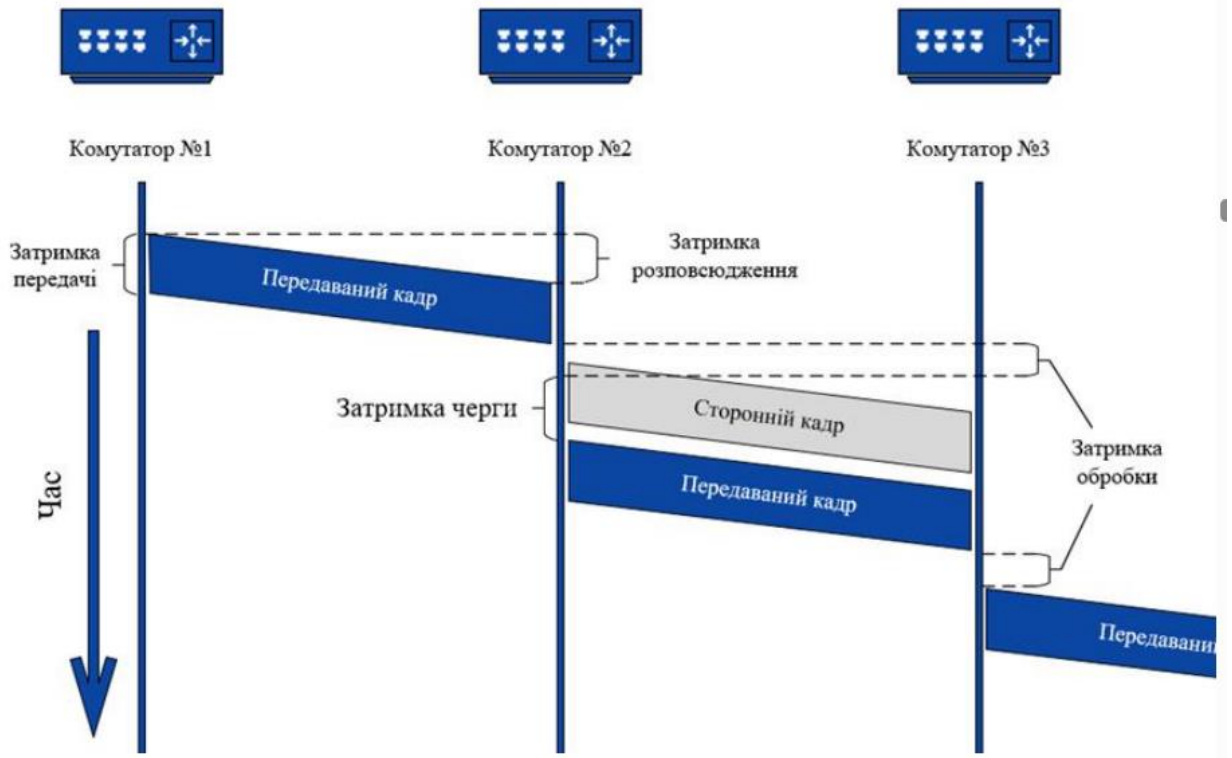 Комутатор №1
Комутатор №2
Комутатор №3
Затримка
передачі
Затримка
розповсюдження
Передаваний кадр
Затримка черги
Сторонній кадр
Затримка
обробки
Передаваний кадр
Час